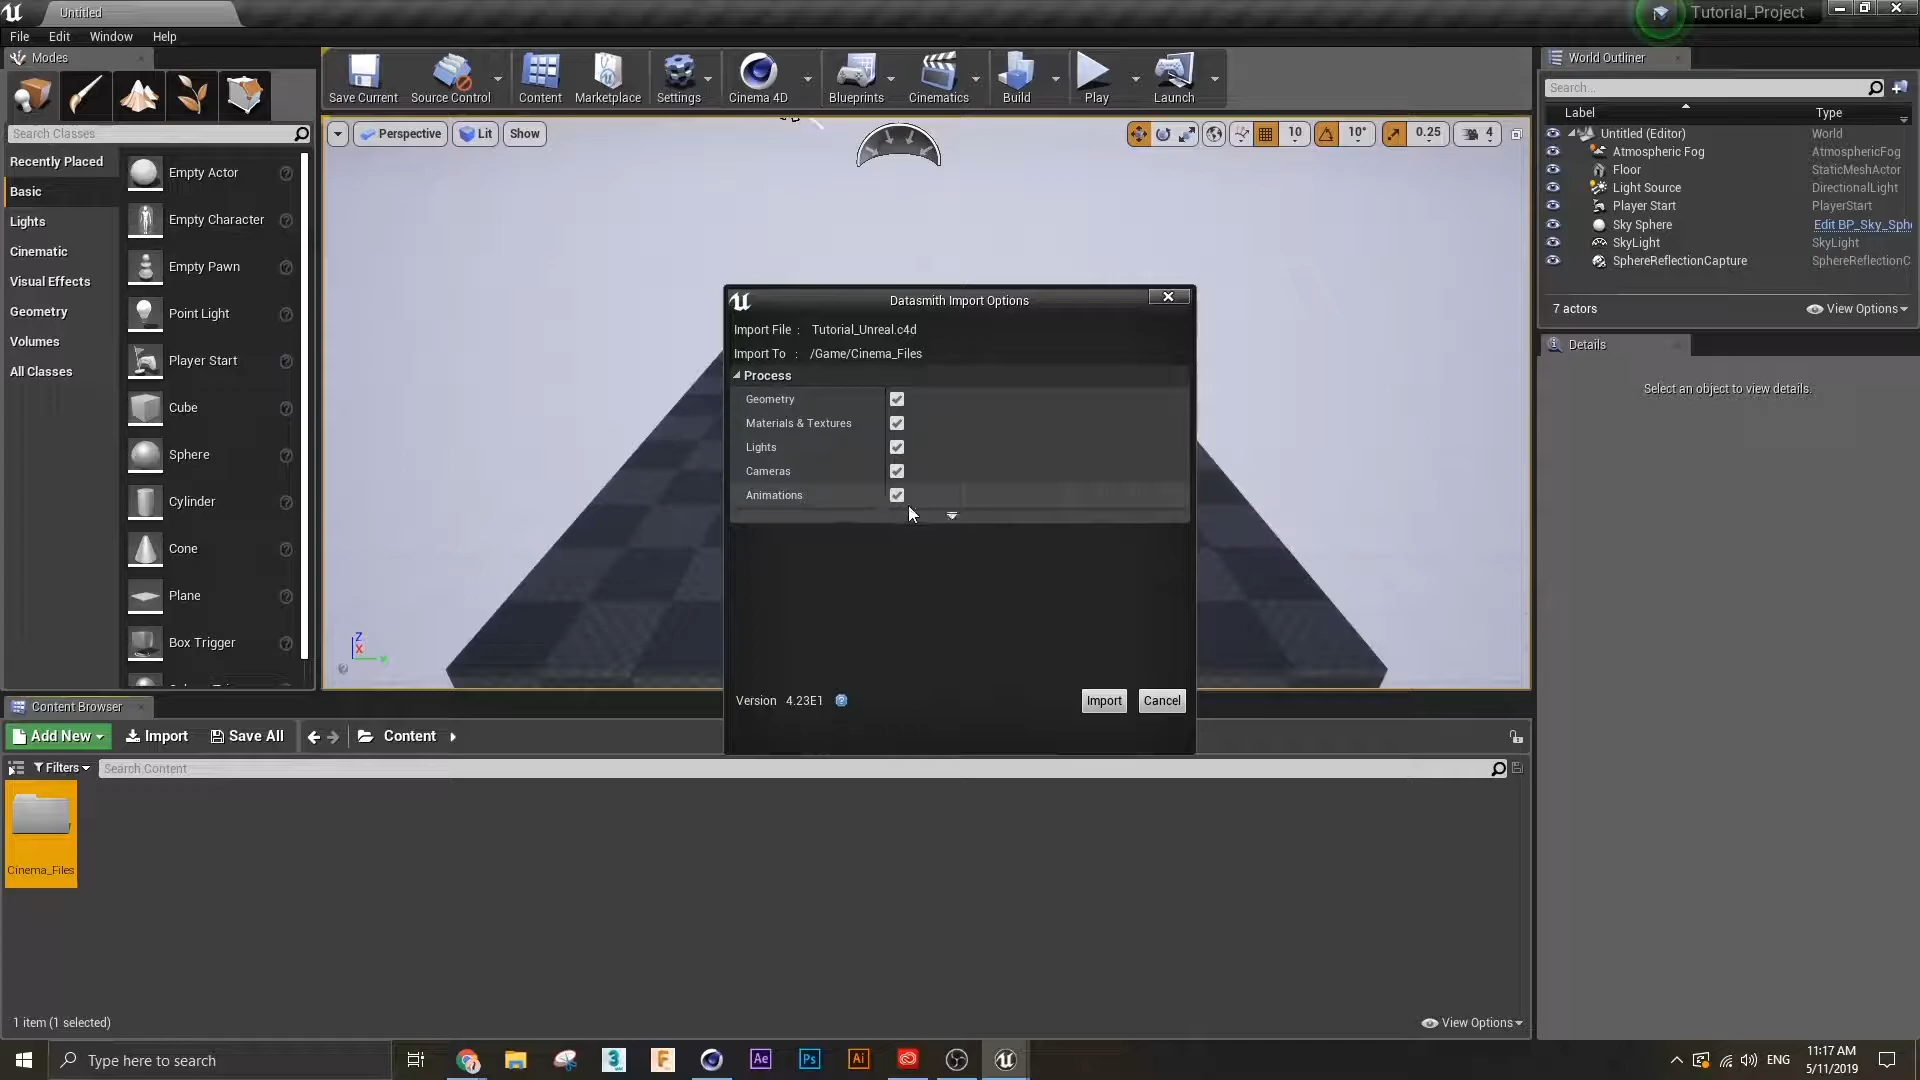 Untitled
Tutorial_Project
File Edit Window Help
Modes
Search Classes
Recently Placed
Basic
Lights
Cinematic
Visual Effects
Geometry
Volumes
All Classes
Empty Actor
Empty Character
Empty Pawn
Point Light
Player Start
Cube
Sphere
Cylinder
Cone
Plane
Box Trigger
Save Current
Source Control
Content
Marketplace
Settings
Cinema 4D
Blueprints
Cinematics
Build
Play
Launch
Perspective Lit Show
10 10° 0.25 4
Z
X
Y
Datasmith Import Options
Import File : Tutorial_Unreal.c4d
Import To : /Game/Cinema_Files
Process
Geometry
Materials & Textures
Lights
Cameras
Animations
Version 4.23E1
Import Cancel
World Outliner
Search...
Label Type
Untitled (Editor) World
Atmospheric Fog AtmosphericFog
Floor StaticMeshActor
Light Source DirectionalLight
Player Start PlayerStart
Sky Sphere Edit BP_Sky_Sph
SkyLight SkyLight
SphereReflectionCapture SphereReflectionC
7 actors View Options
Details
Select an object to view details.
Content Browser
Add New Import Save All Content
Filters Search Content
Cinema_Files
1 item (1 selected) View Options
Type here to search
3
F
Ae
Ps
Ai
ENG
11:17 AM
5/11/2019